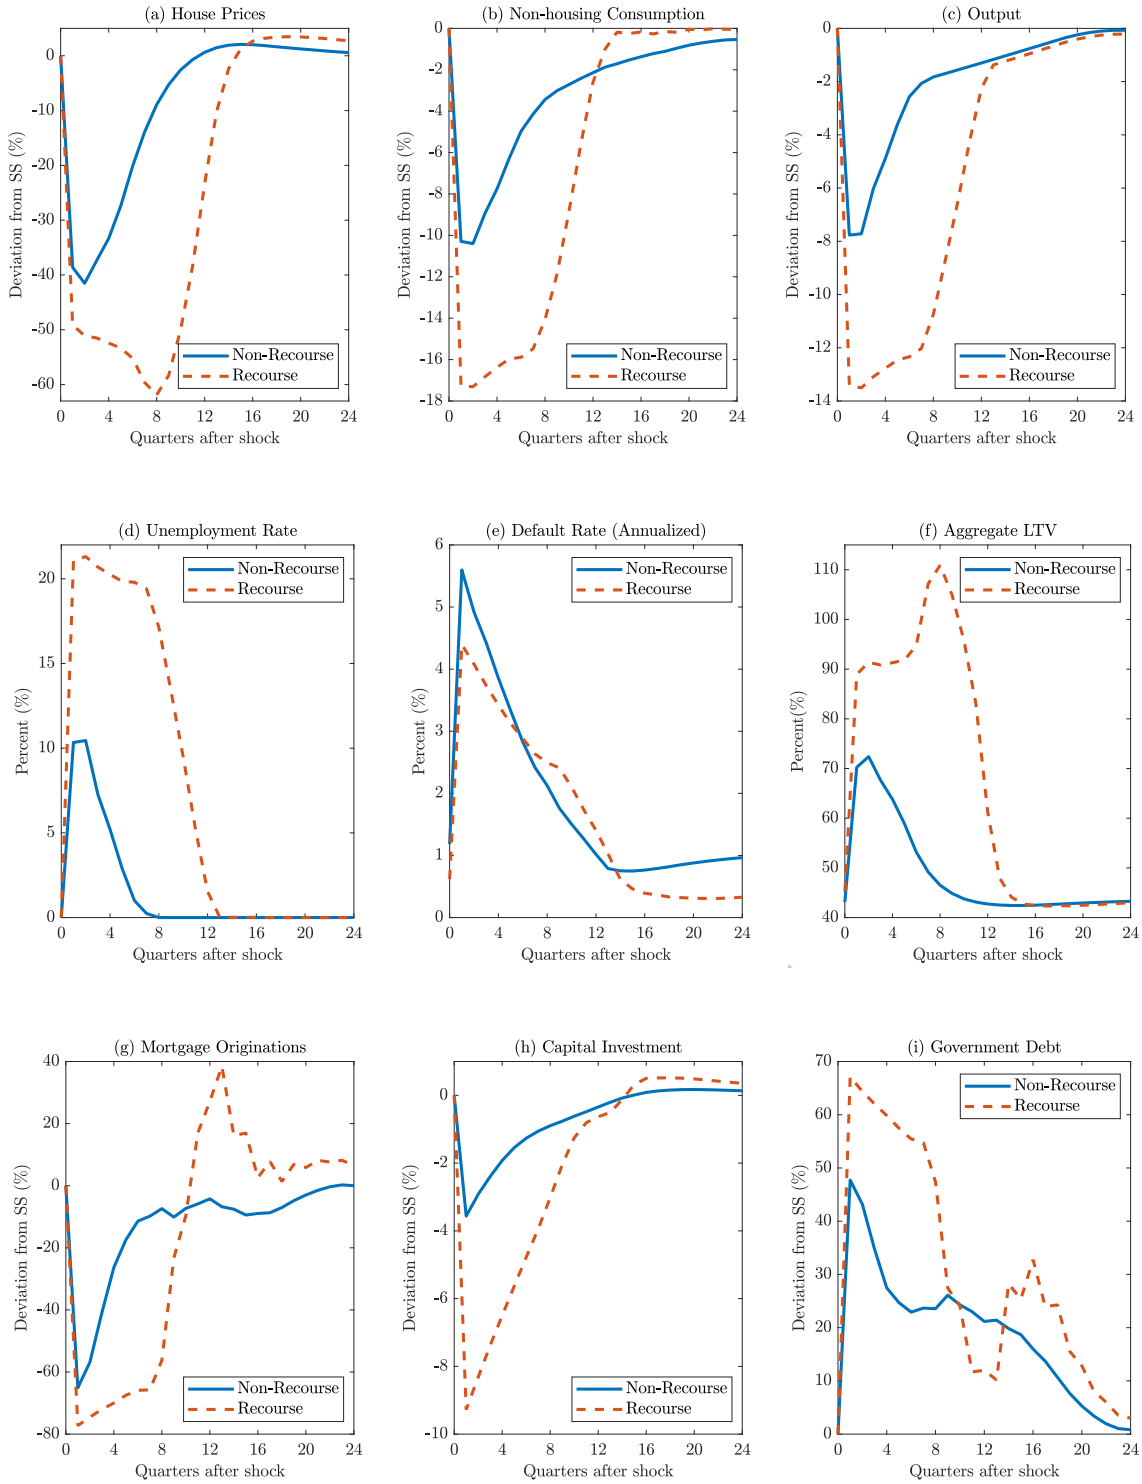 (a) House Prices
Deviation from SS (%)
0
-10
-20
-30
-40
-50
-60
Non-Recourse
Recourse
0 4 8 12 16 20 24
Quarters after shock
(b) Non-housing Consumption
Deviation from SS (%)
0
-2
-4
-6
-8
-10
-12
-14
-16
-18
Non-Recourse
Recourse
0 4 8 12 16 20 24
Quarters after shock
(c) Output
Deviation from SS (%)
0
-2
-4
-6
-8
-10
-12
-14
Non-Recourse
Recourse
0 4 8 12 16 20 24
Quarters after shock
(d) Unemployment Rate
Percent (%)
20
15
10
5
0
Non-Recourse
Recourse
0 4 8 12 16 20 24
Quarters after shock
(e) Default Rate (Annualized)
Percent (%)
6
5
4
3
2
1
0
Non-Recourse
Recourse
0 4 8 12 16 20 24
Quarters after shock
(f) Aggregate LTV
Percent(%)
110
100
90
80
70
60
50
40
Non-Recourse
Recourse
0 4 8 12 16 20 24
Quarters after shock
(g) Mortgage Originations
Deviation from SS (%)
40
20
0
-20
-40
-60
-80
Non-Recourse
Recourse
0 4 8 12 16 20 24
Quarters after shock
(h) Capital Investment
Deviation from SS (%)
0
-2
-4
-6
-8
-10
Non-Recourse
Recourse
0 4 8 12 16 20 24
Quarters after shock
(i) Government Debt
Deviation from SS (%)
70
60
50
40
30
20
10
0
Non-Recourse
Recourse
0 4 8 12 16 20 24
Quarters after shock